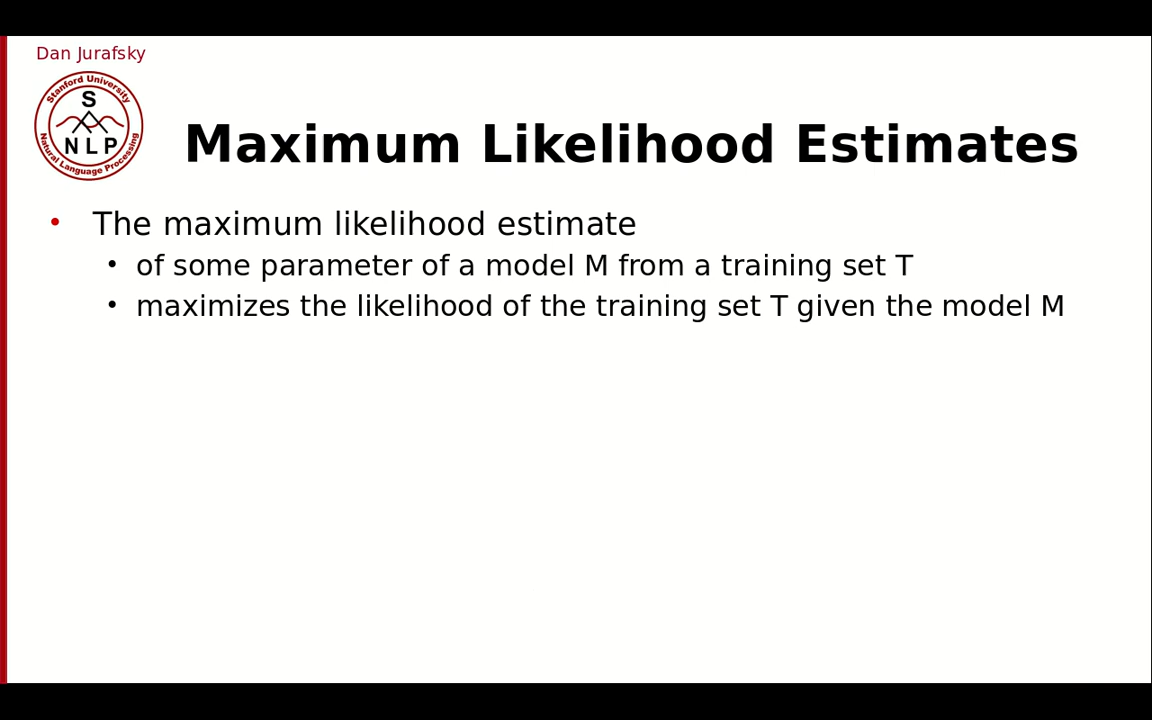 Dan Jurafsky
Stanford University
S
NLP
Natural Language Processing
Maximum Likelihood Estimates
• The maximum likelihood estimate
• of some parameter of a model M from a training set T
• maximizes the likelihood of the training set T given the model M